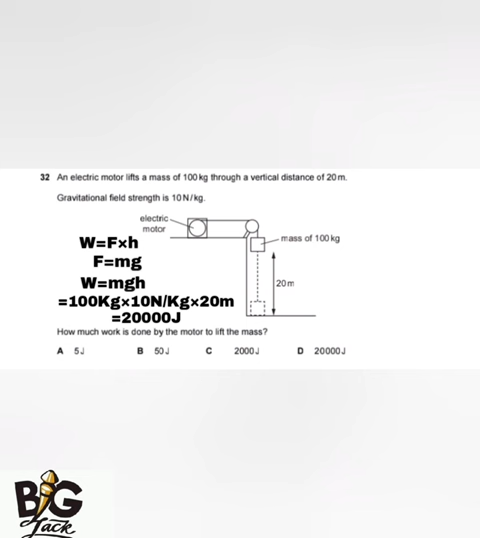 32 An electric motor lifts a mass of 100 kg through a vertical distance of 20 m.
Gravitational field strength is 10 N/kg.
electric
motor
mass of 100 kg
20 m
W=F×h
F=mg
W=mgh
=100Kg×10N/Kg×20m
=20000J
How much work is done by the motor to lift the mass?
A 5 J B 50 J C 2000 J D 20000 J
BIG
Jack